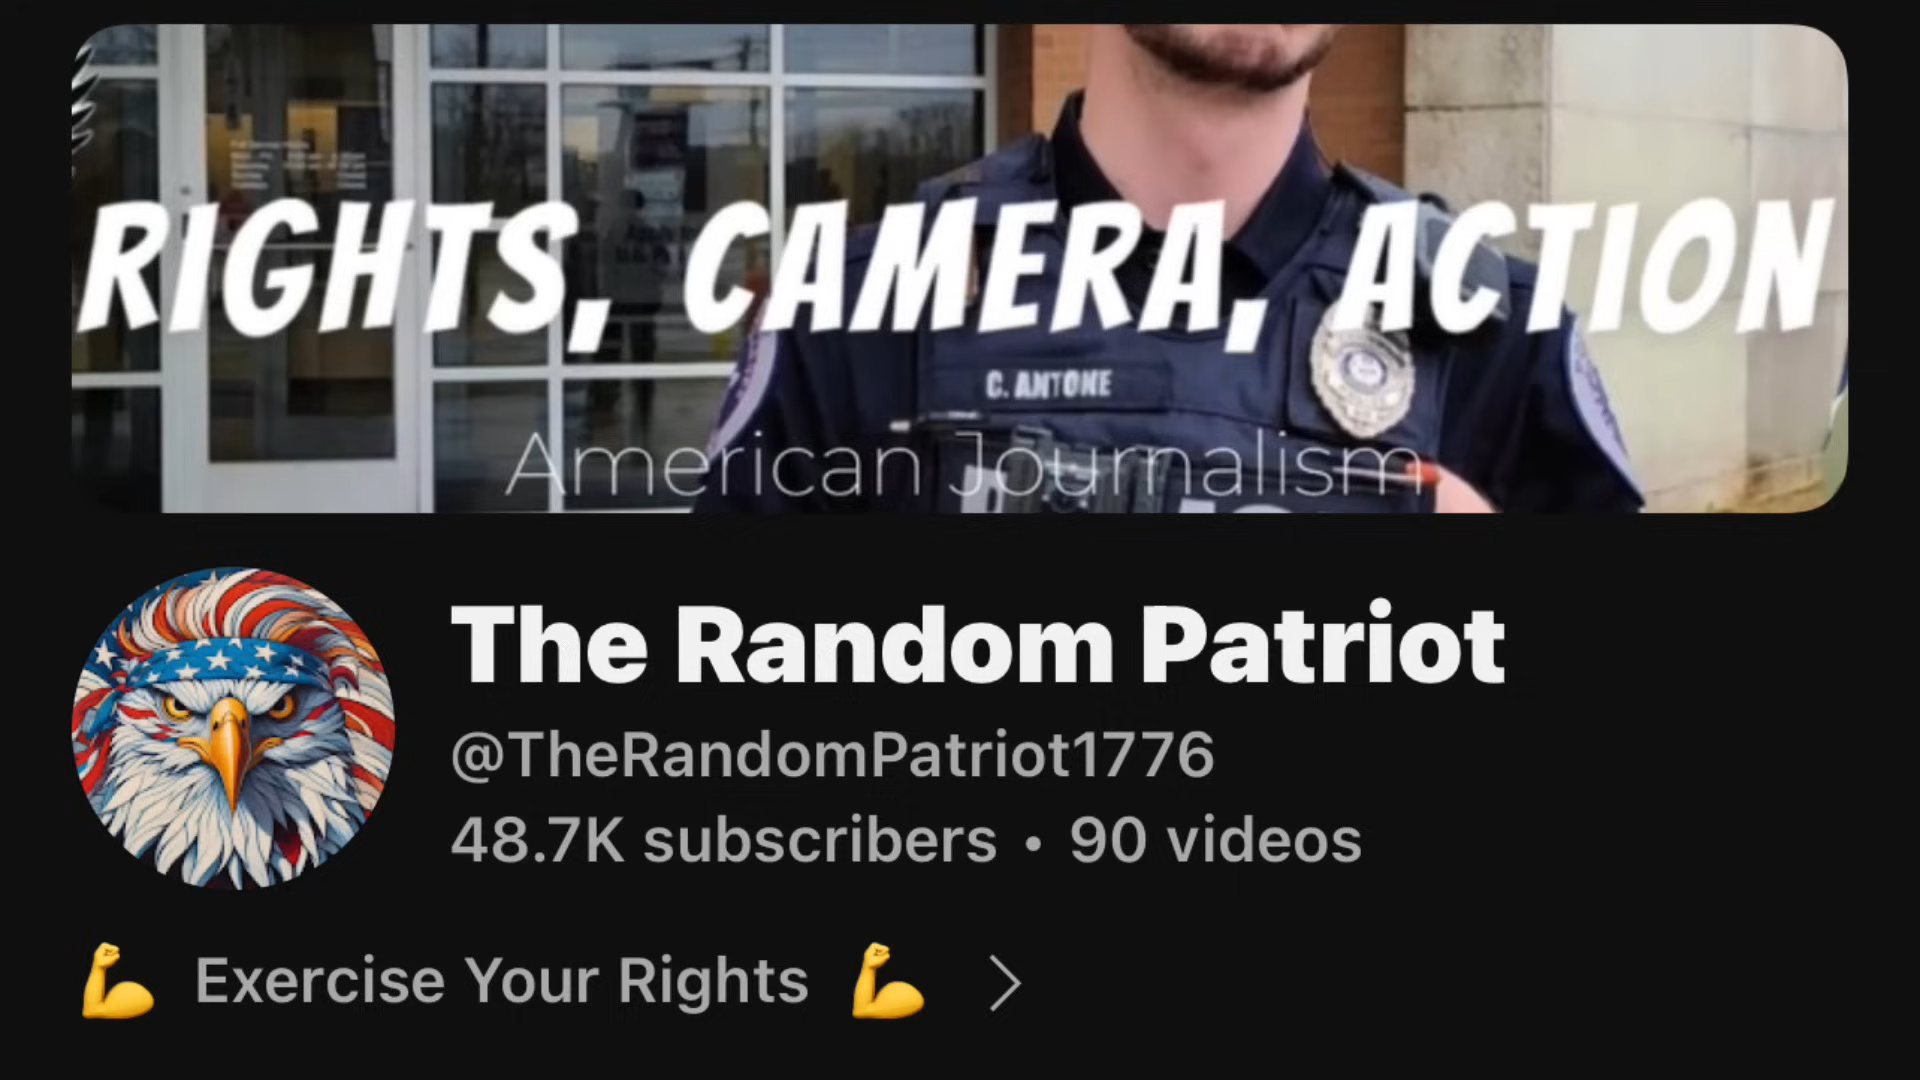 RIGHTS, CAMERA, ACTION
C. ANTONE
American Journalism
The Random Patriot
@TheRandomPatriot1776
48.7K subscribers • 90 videos
💪 Exercise Your Rights 💪 >